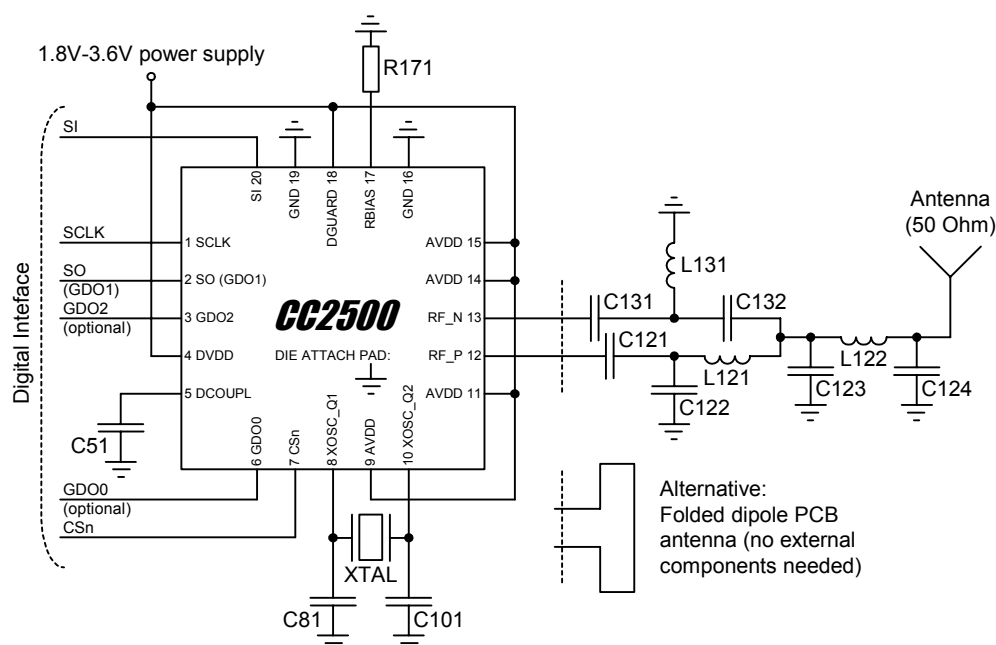 1.8V-3.6V power supply
R171
Digital Inteface
SI
SCLK
SO
(GDO1)
GDO2
(optional)
GDO0
(optional)
CSn
SI 20
GND 19
DGUARD 18
RBIAS 17
GND 16
1 SCLK
2 SO (GDO1)
3 GDO2
4 DVDD
5 DCOUPL
CC2500
DIE ATTACH PAD:
AVDD 15
AVDD 14
RF_N 13
RF_P 12
AVDD 11
6 GDO0
7 CSn
8 XOSC_Q1
9 AVDD
10 XOSC_Q2
C51
XTAL
C81
C101
Antenna
(50 Ohm)
L131
C131
C132
C121
L121
C122
L122
C123
C124
Alternative:
Folded dipole PCB
antenna (no external
components needed)